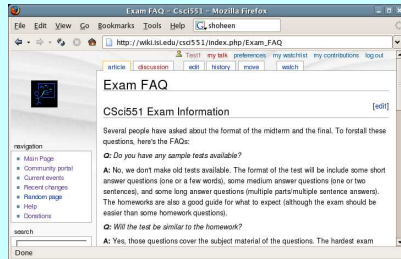 Exam FAQ - Csci551 - Mozilla Firefox
File Edit View Go Bookmarks Tools Help shoheen
http://wiki.isi.edu/csci551/index.php/Exam_FAQ
Test1 my talk preferences my watchlist my contributions log out
article discussion edit history move watch
Exam FAQ
CSci551 Exam Information
[edit]
Several people have asked about the format of the midterm and the final. To forstall these
questions, here's the FAQs:
Q: Do you have any sample tests available?
A: No, we don't make old tests available. The format of the test will be include some short
answer questions (one or a few words), some medium answer questions (one or two
sentences), and some long answer questions (multiple parts/multiple sentence answers).
The homeworks are also a good guide for what to expect (although the exam should be
easier than some homework questions).
Q: Will the test be similar to the homework?
A: Yes, those questions cover the subject material of the questions. The hardest exam
navigation
Main Page
Community portal
Current events
Recent changes
Random page
Help
Donations
search
Done